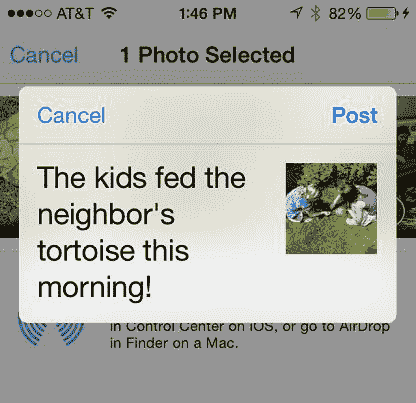 AT&T 1:46 PM 82%
Cancel 1 Photo Selected
Cancel Post
The kids fed the
neighbor's
tortoise this
morning!
in Control Center on iOS, or go to AirDrop
in Finder on a Mac.